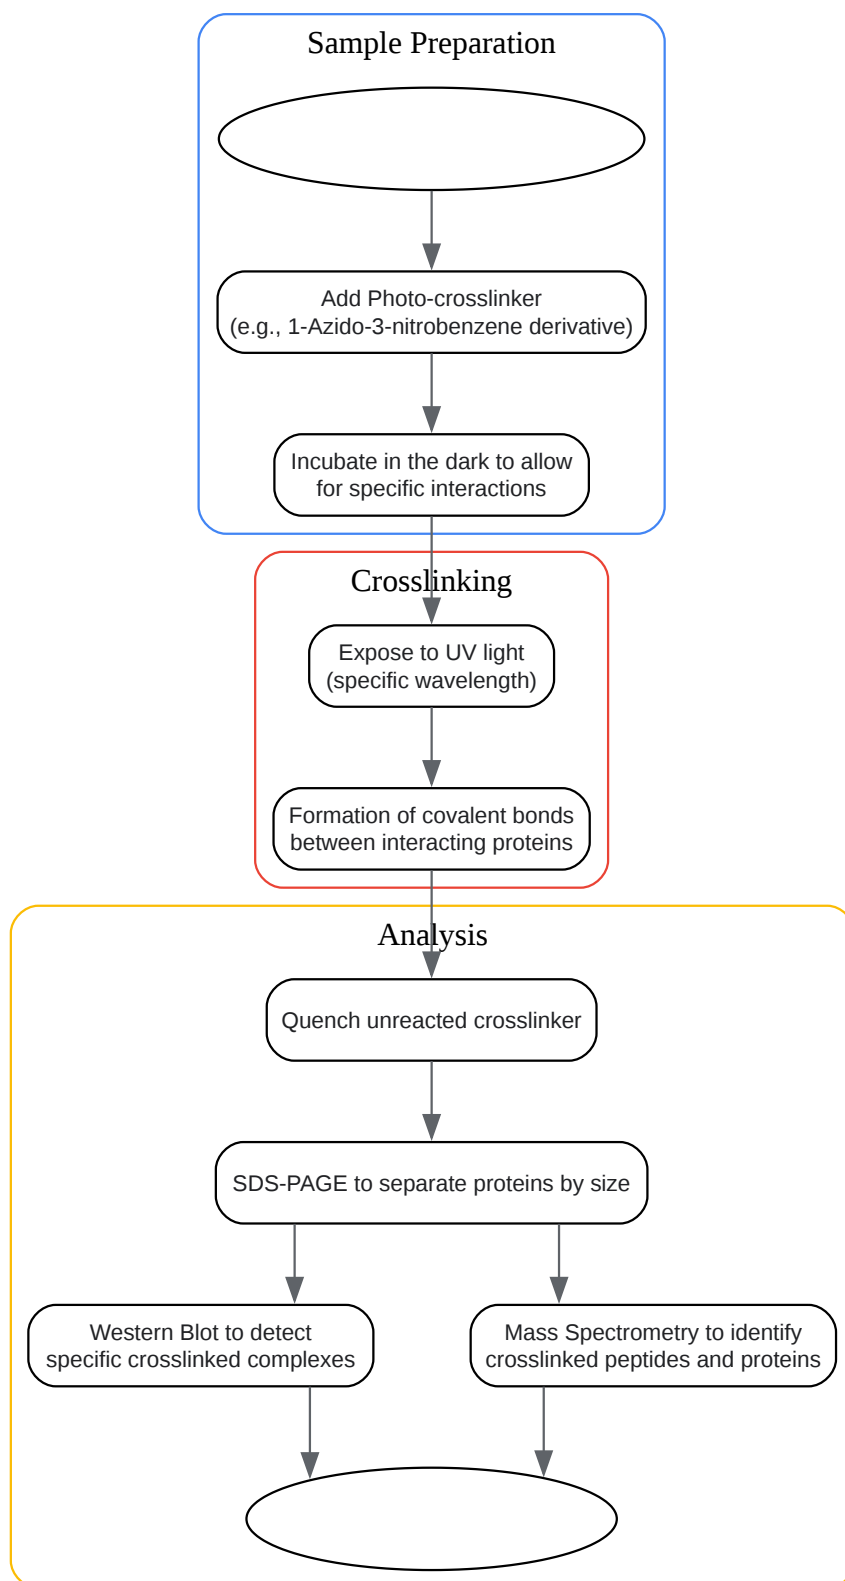 Sample Preparation
Add Photo-crosslinker
(e.g., 1-Azido-3-nitrobenzene derivative)
Incubate in the dark to allow
for specific interactions
Crosslinking
Expose to UV light
(specific wavelength)
Formation of covalent bonds
between interacting proteins
Analysis
Quench unreacted crosslinker
SDS-PAGE to separate proteins by size
Western Blot to detect
specific crosslinked complexes
Mass Spectrometry to identify
crosslinked peptides and proteins